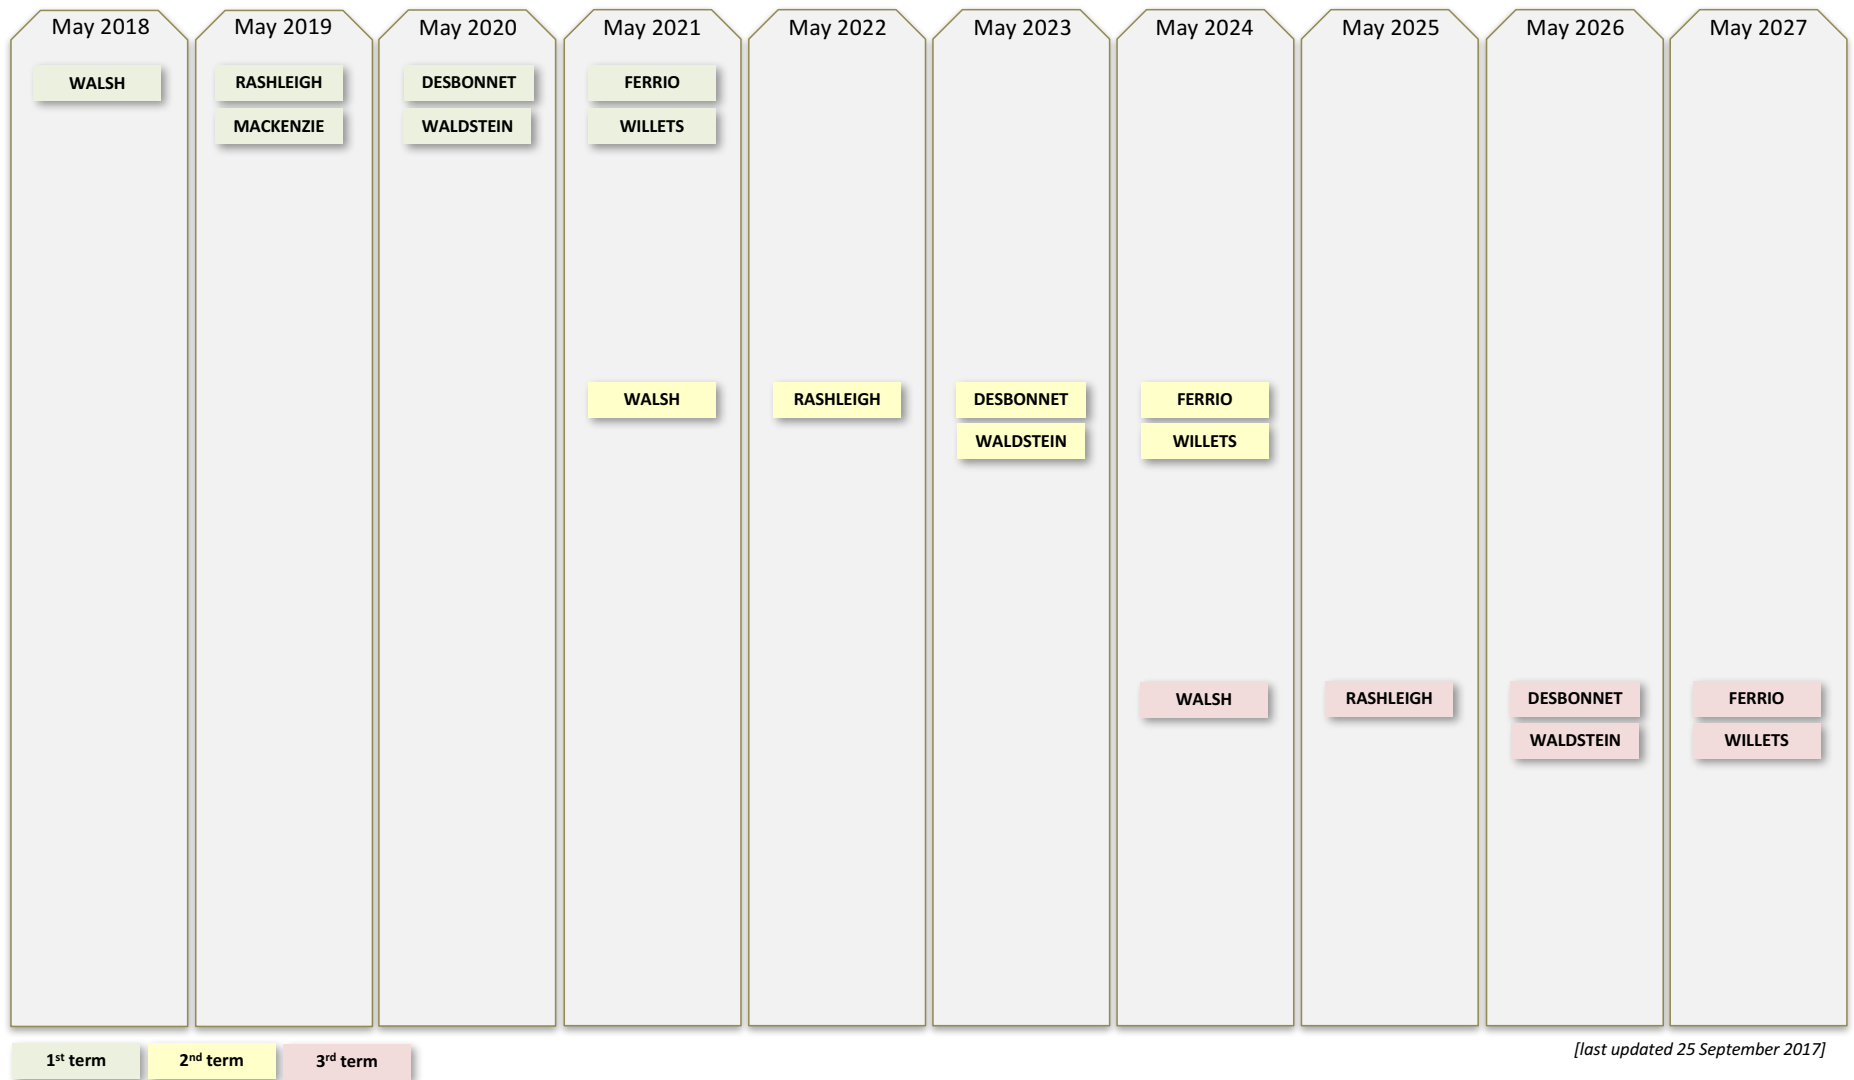 May 2018
May 2019
May 2020
May 2021
May 2022
May 2023
May 2024
May 2025
May 2026
May 2027
WALSH
RASHLEIGH
DESBONNET
FERRIO
MACKENZIE
WALDSTEIN
WILLETS
WALSH
RASHLEIGH
DESBONNET
FERRIO
WALDSTEIN
WILLETS
WALSH
RASHLEIGH
DESBONNET
FERRIO
WALDSTEIN
WILLETS
1st term
2nd term
3rd term
[last updated 25 September 2017]